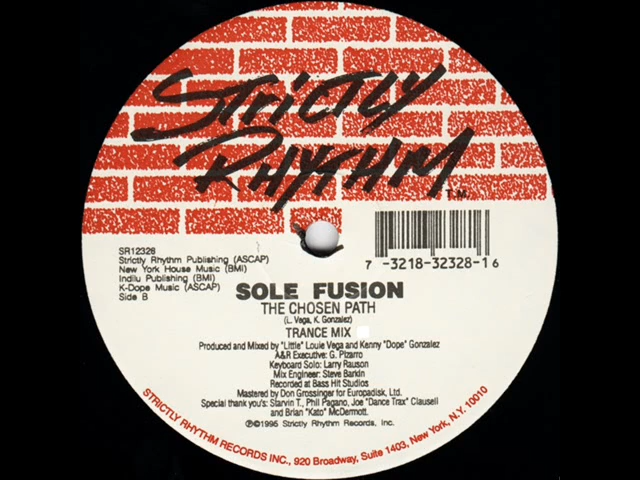 STRICTLY
RHYTHM
T.M.
SR12328
Strictly Rhythm Publishing (ASCAP)
New York House Music (BMI)
Indilu Publishing (BMI)
K-Dope Music (ASCAP)
Side B
7 -3218-32328-1 6
SOLE FUSION
THE CHOSEN PATH
(L. Vega, K. Gonzalez)
TRANCE MIX
Produced and Mixed by "Little" Louie Vega and Kenny "Dope" Gonzalez
A&R Executive: G. Pizarro
Keyboard Solo: Larry Rauson
Mix Engineer: Steve Barkin
Recorded at Bass Hit Studios
Mastered by Don Grossinger for Europadisk, Ltd.
Special thank you's: Starvin T., Phil Pagano, Joe "Dance Trax" Clausell
and Brian "Kato" McDermott.
℗©1995 Strictly Rhythm Records, Inc.
STRICTLY RHYTHM RECORDS INC., 920 Broadway, Suite 1403, New York, N.Y. 10010